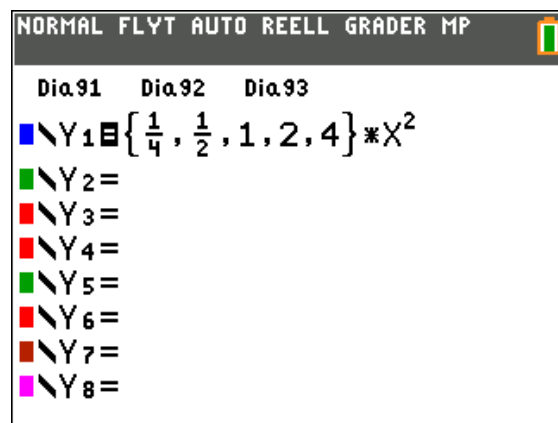 NORMAL FLYT AUTO REELL GRADER MP
Dia91 Dia92 Dia93
\Y1={1/4,1/2,1,2,4}*X²
\Y2=
\Y3=
\Y4=
\Y5=
\Y6=
\Y7=
\Y8=